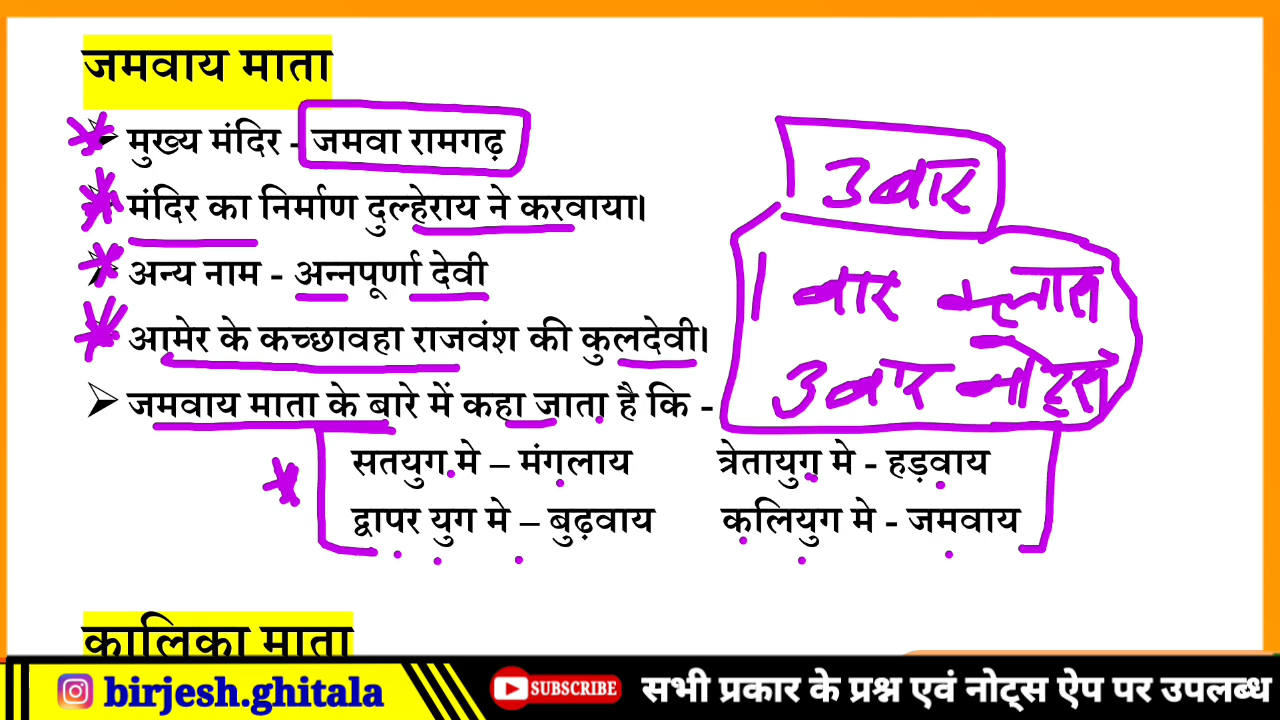 जमवाय माता
मुख्य मंदिर - जमवा रामगढ़
मंदिर का निर्माण दुल्हेराय ने करवाया।
अन्य नाम - अन्नपूर्णा देवी
आमेर के कच्छावहा राजवंश की कुलदेवी।
जमवाय माता के बारे में कहा जाता है कि -
सतयुग मे – मंगलाय त्रेतायुग मे - हड़वाय
द्वापर युग मे – बुढ़वाय कलियुग मे - जमवाय
3 बार
1 बार क्लास
3 बार नोट्स
कालिका माता
birjesh.ghitala SUBSCRIBE सभी प्रकार के प्रश्न एवं नोट्स ऐप पर उपलब्ध